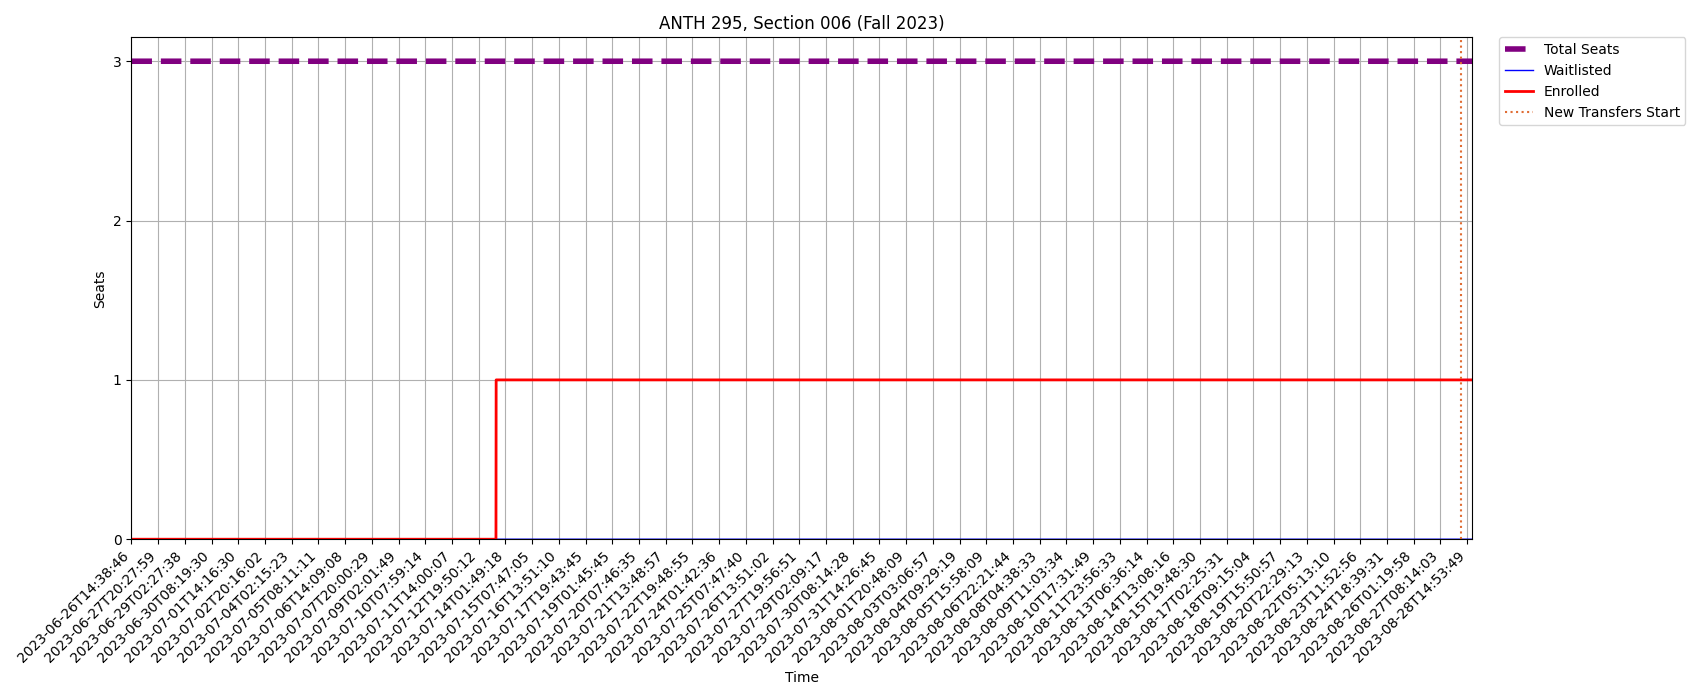 ANTH 295, Section 006 (Fall 2023)
Total Seats
Waitlisted
Enrolled
New Transfers Start
3
2
1
0
Seats
2023-06-26T14:38:46
2023-06-27T20:27:59
2023-06-29T02:27:38
2023-06-30T08:19:30
2023-07-01T14:16:30
2023-07-02T20:16:02
2023-07-04T02:15:23
2023-07-05T08:11:11
2023-07-06T14:09:08
2023-07-07T20:00:29
2023-07-09T02:01:49
2023-07-10T07:59:14
2023-07-11T14:00:07
2023-07-12T19:50:12
2023-07-14T01:49:18
2023-07-15T07:47:05
2023-07-16T13:51:10
2023-07-17T19:43:45
2023-07-19T01:45:45
2023-07-20T07:46:35
2023-07-21T13:48:57
2023-07-22T19:48:55
2023-07-24T01:42:36
2023-07-25T07:47:40
2023-07-26T13:51:02
2023-07-27T19:56:51
2023-07-29T02:09:17
2023-07-30T08:14:28
2023-07-31T14:26:45
2023-08-01T20:48:09
2023-08-03T03:06:57
2023-08-04T09:29:19
2023-08-05T15:58:09
2023-08-06T22:21:44
2023-08-08T04:38:33
2023-08-09T11:03:34
2023-08-10T17:31:49
2023-08-11T23:56:33
2023-08-13T06:36:14
2023-08-14T13:08:16
2023-08-15T19:48:30
2023-08-17T02:25:31
2023-08-18T09:15:04
2023-08-19T15:50:57
2023-08-20T22:29:13
2023-08-22T05:13:10
2023-08-23T11:52:56
2023-08-24T18:39:31
2023-08-26T01:19:58
2023-08-27T08:14:03
2023-08-28T14:53:49
Time